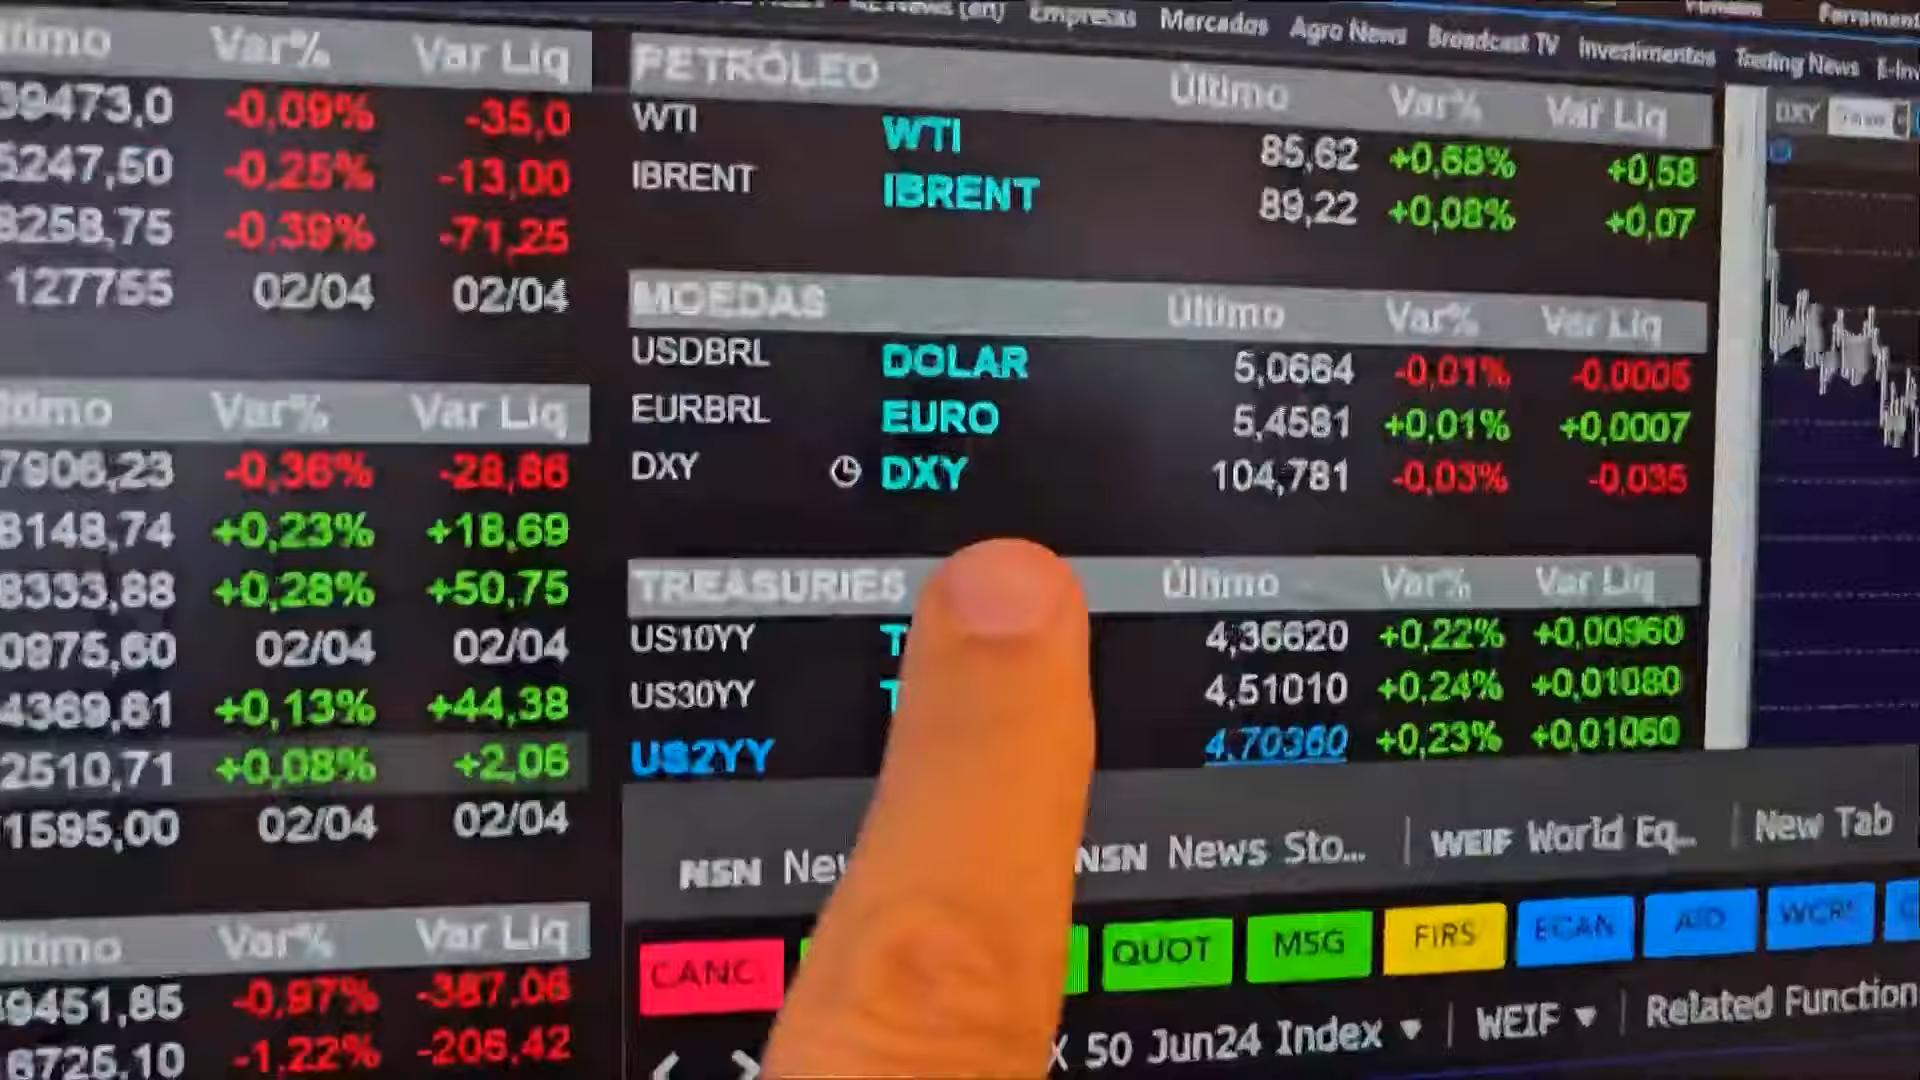 Empresas Mercados Agro News Broadcast TV Investimentos Trading News
Var% Var Liq
39473,0 -0,09% -35,0
5247,50 -0,25% -13,00
8258,75 -0,39% -71,25
127755 02/04 02/04
Var% Var Liq
7906,23 -0,36% -28,86
8148,74 +0,23% +18,69
8333,88 +0,28% +50,75
0975,60 02/04 02/04
4369,81 +0,13% +44,38
2510,71 +0,08% +2,06
1595,00 02/04 02/04
Var% Var Liq
9451,85 -0,97% -387,06
6725,10 -1,22% -206,42
PETRÓLEO Último Var% Var Liq
WTI WTI 85,62 +0,68% +0,58
IBRENT IBRENT 89,22 +0,08% +0,07
MOEDAS Último Var% Var Liq
USDBRL DOLAR 5,0664 -0,01% -0,0005
EURBRL EURO 5,4581 +0,01% +0,0007
DXY DXY 104,781 -0,03% -0,035
TREASURIES Último Var% Var Liq
US10YY 4,36620 +0,22% +0,00960
US30YY 4,51010 +0,24% +0,01080
US2YY 4,70360 +0,23% +0,01060
DXY
NSN NSN News Sto... WEIF World Eq... New Tab
CANC. QUOT MSG FIRS ECAN AID
50 Jun24 Index WEIF Related Function